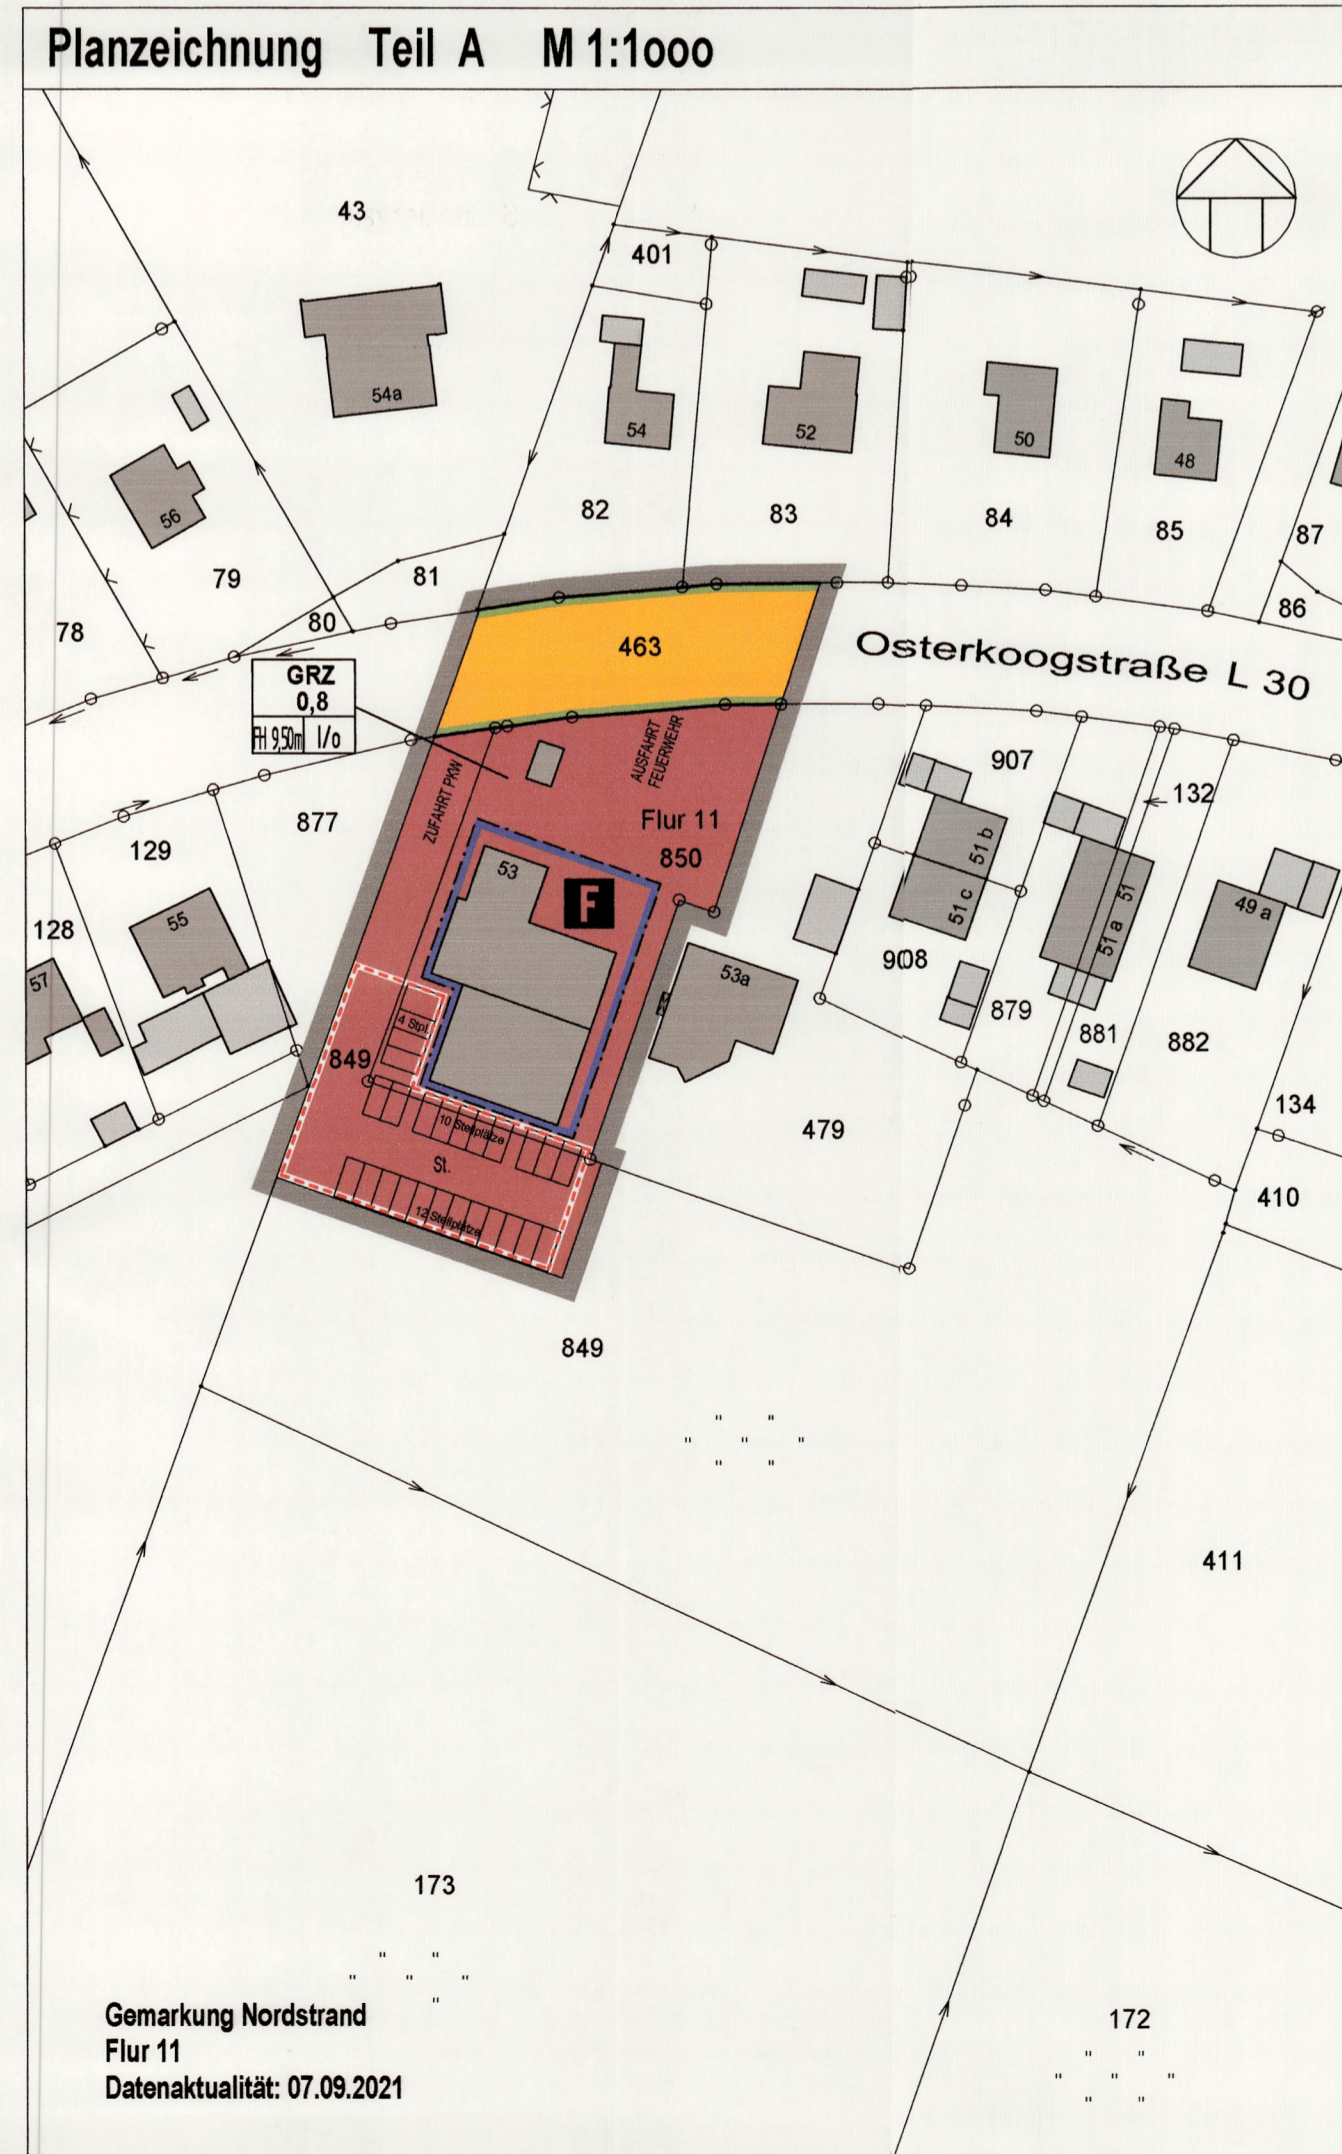 Planzeichnung Teil A M 1:1000
43
401
54a
54
52
50
48
56
82
83
84
85
87
79
81
86
78
80
463
Osterkoogstraße L 30
GRZ
0,8
FH 9,50m I/o
AUSFAHRT
FEUERWEHR
ZUFAHRT PKW
907
132
877
Flur 11
129
850
51 b
53
F
51 c
51
51 a
49 a
55
128
908
57
53a
879
881
882
4 Stpl.
849
10 Stellplätze
479
134
St.
410
12 Stellplätze
849
411
173
Gemarkung Nordstrand
Flur 11
172
Datenaktualität: 07.09.2021